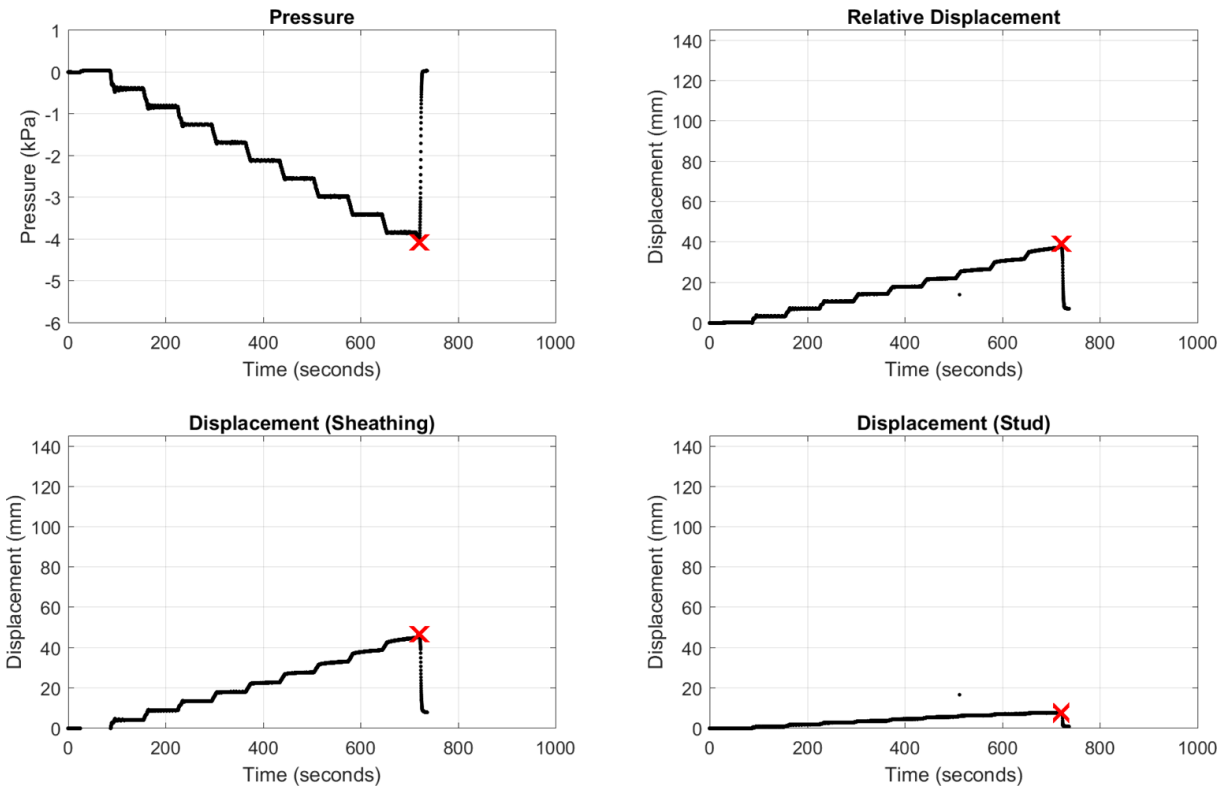 Pressure
1
0
-1
-2
-3
-4
-5
-6
Pressure (kPa)
0 200 400 600 800 1000
Time (seconds)
Relative Displacement
140
120
100
80
60
40
20
0
Displacement (mm)
0 200 400 600 800 1000
Time (seconds)
Displacement (Sheathing)
140
120
100
80
60
40
20
0
Displacement (mm)
0 200 400 600 800 1000
Time (seconds)
Displacement (Stud)
140
120
100
80
60
40
20
0
Displacement (mm)
0 200 400 600 800 1000
Time (seconds)